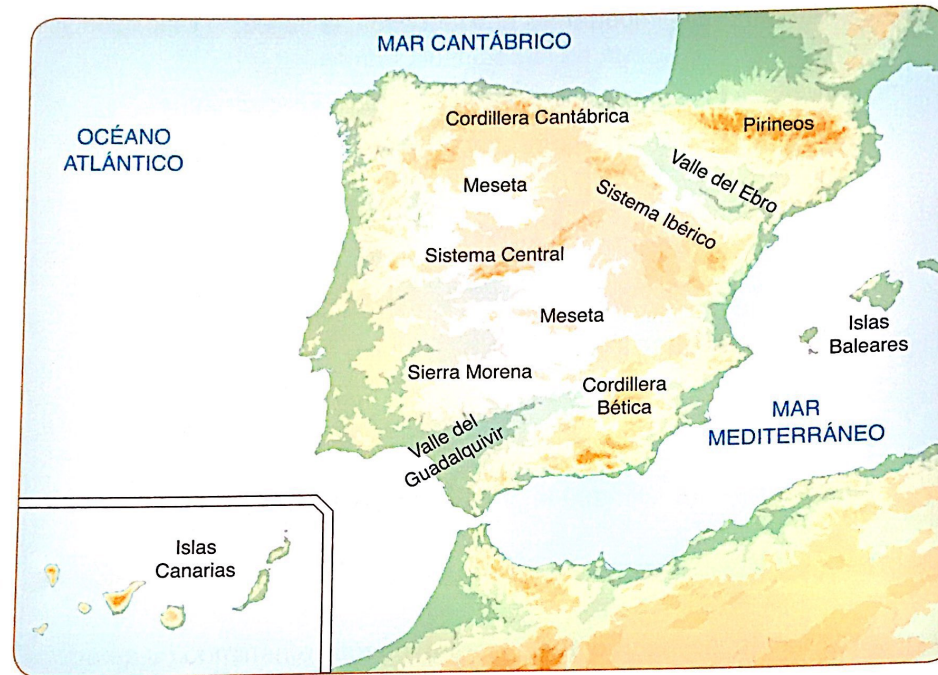 MAR CANTÁBRICO
OCÉANO
ATLÁNTICO
Cordillera Cantábrica
Pirineos
Valle del Ebro
Meseta
Sistema Ibérico
Sistema Central
Meseta
Islas
Baleares
Sierra Morena
Cordillera
Bética
MAR
MEDITERRÁNEO
Valle del
Guadalquivir
Islas
Canarias